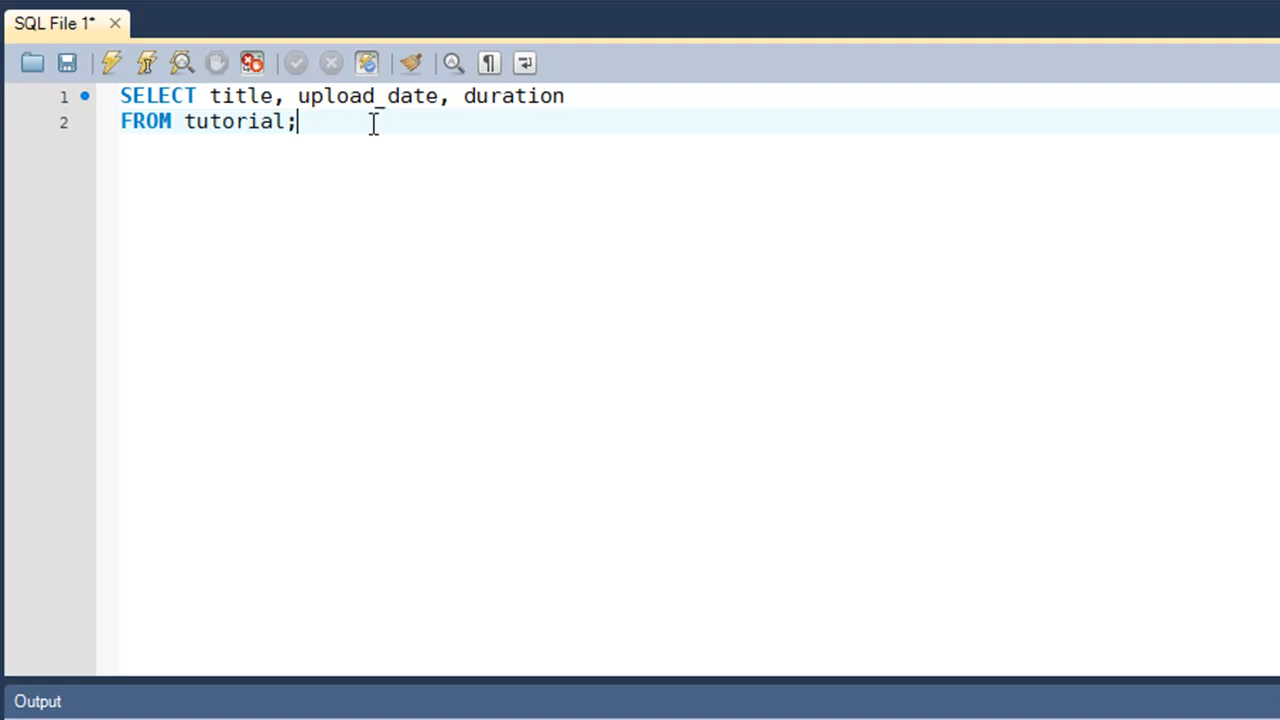 SQL File 1*
1 SELECT title, upload_date, duration
2 FROM tutorial;
Output